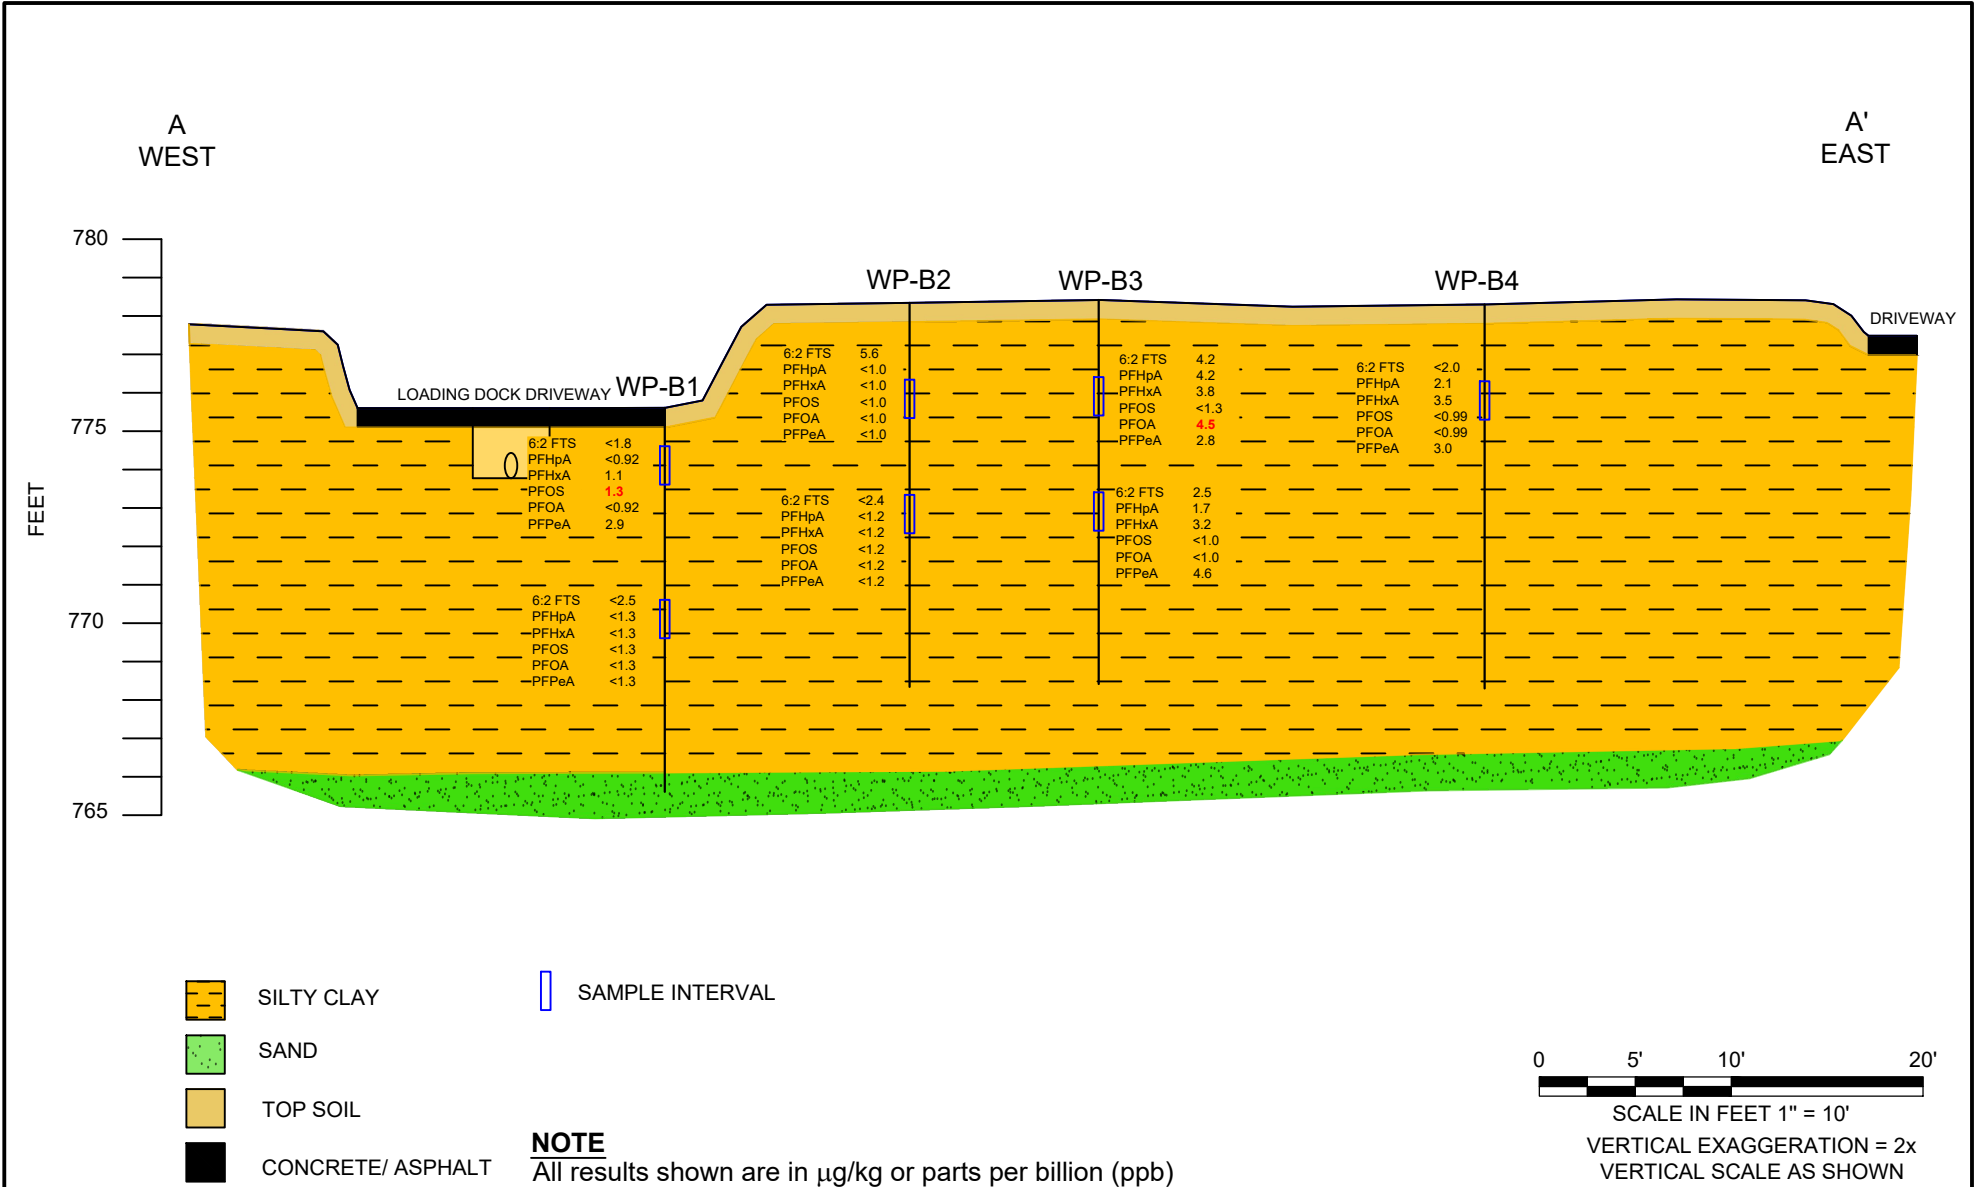 A
WEST
A'
EAST
780
775
770
765
FEET
LOADING DOCK DRIVEWAY
WP-B1
WP-B2
WP-B3
WP-B4
DRIVEWAY
6:2 FTS <1.8
PFHpA <0.92
PFHxA 1.1
PFOS 1.3
PFOA <0.92
PFPeA 2.9
6:2 FTS <2.5
PFHpA <1.3
PFHxA <1.3
PFOS <1.3
PFOA <1.3
PFPeA <1.3
6:2 FTS 5.6
PFHpA <1.0
PFHxA <1.0
PFOS <1.0
PFOA <1.0
PFPeA <1.0
6:2 FTS <2.4
PFHpA <1.2
PFHxA <1.2
PFOS <1.2
PFOA <1.2
PFPeA <1.2
6:2 FTS 4.2
PFHpA 4.2
PFHxA 3.8
PFOS <1.3
PFOA 4.5
PFPeA 2.8
6:2 FTS 2.5
PFHpA 1.7
PFHxA 3.2
PFOS <1.0
PFOA <1.0
PFPeA 4.6
6:2 FTS <2.0
PFHpA 2.1
PFHxA 3.5
PFOS <0.99
PFOA <0.99
PFPeA 3.0
SILTY CLAY
SAND
TOP SOIL
CONCRETE/ ASPHALT
SAMPLE INTERVAL
NOTE
All results shown are in μg/kg or parts per billion (ppb)
0 5' 10' 20'
SCALE IN FEET 1" = 10'
VERTICAL EXAGGERATION = 2x
VERTICAL SCALE AS SHOWN